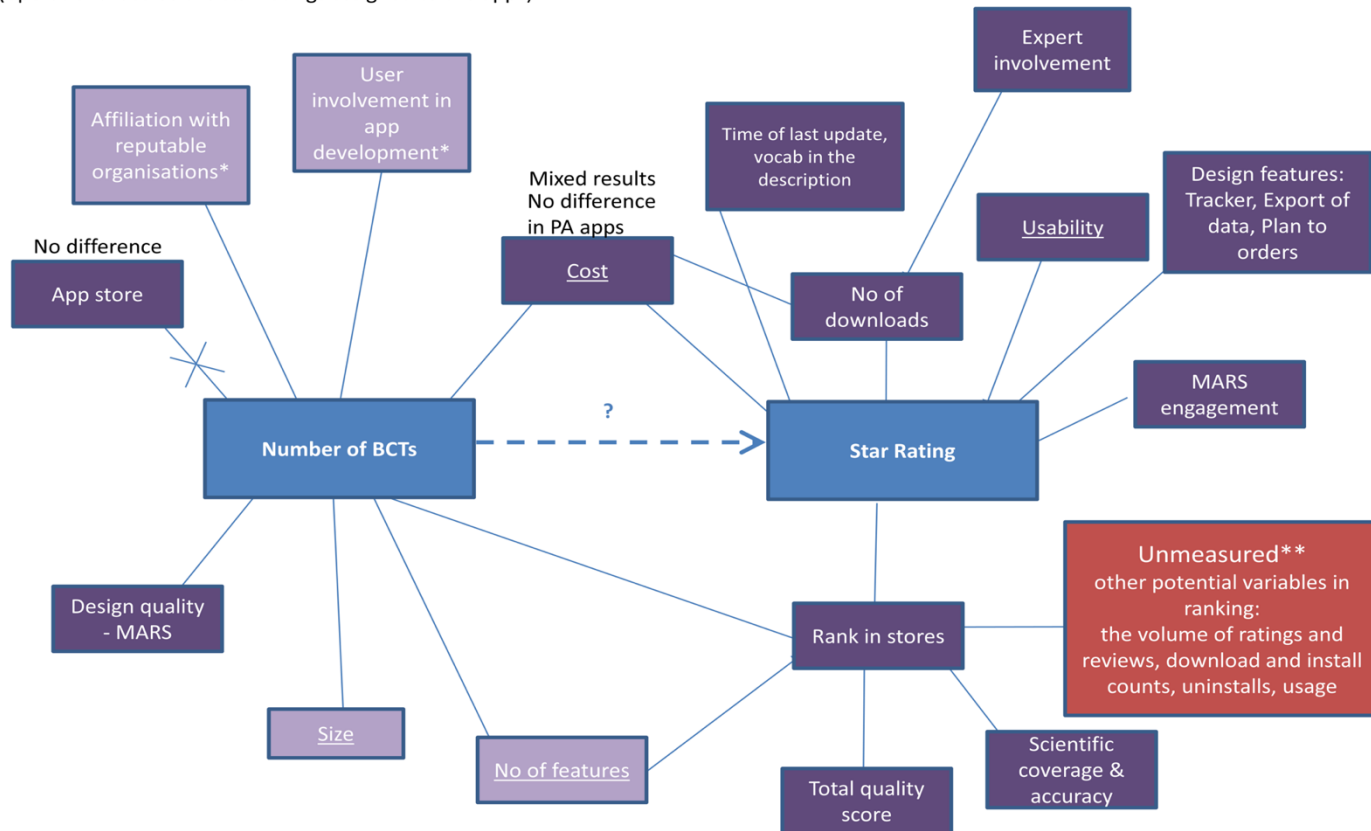 Expert
involvement
User
involvement in
app
development*
Affiliation with
reputable
organisations*
Time of last update,
vocab in the
description
Design features:
Tracker, Export of
data, Plan to
orders
Mixed results
No difference
in PA apps
Usability
No difference
App store
Cost
No of
downloads
MARS
engagement
?
Number of BCTs
Star Rating
Unmeasured**
other potential variables in
ranking:
the volume of ratings and
reviews, download and install
counts, uninstalls, usage
Design quality
- MARS
Rank in stores
Size
No of features
Scientific
coverage &
accuracy
Total quality
score